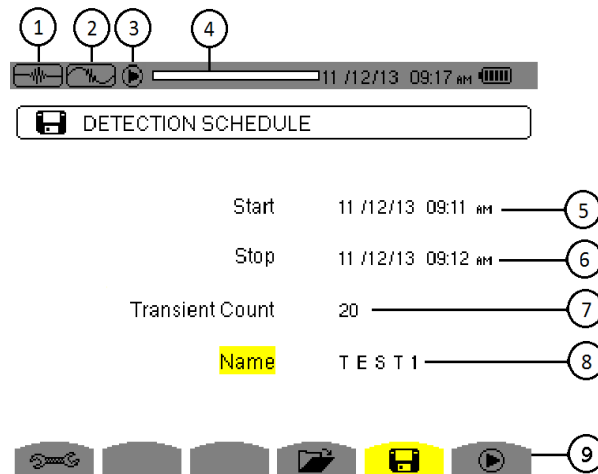 1 2 3 4
11 /12/13 09:17 AM
DETECTION SCHEDULE
Start 11 /12/13 09:11 AM 5
Stop 11 /12/13 09:12 AM 6
Transient Count 20 7
Name T E S T 1 8
9